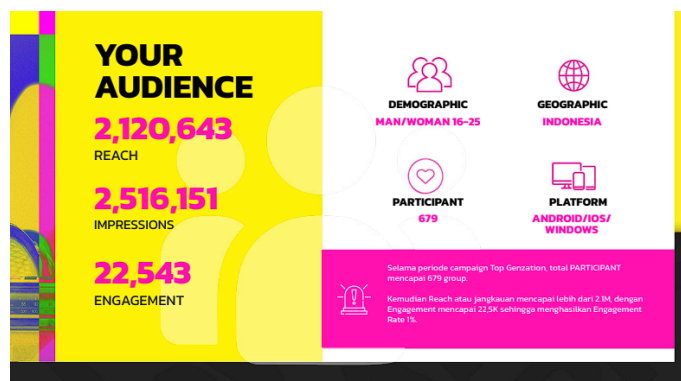 YOUR
AUDIENCE
2,120,643
REACH
2,516,151
IMPRESSIONS
22,543
ENGAGEMENT
DEMOGRAPHIC
MAN/WOMAN 16-25
GEOGRAPHIC
INDONESIA
PARTICIPANT
679
PLATFORM
ANDROID/IOS/
WINDOWS
Selama periode campaign Top Genzation, total PARTICIPANT
mencapai 679 group.
Kemudian Reach atau jangkauan mencapai lebih dari 2.1M, dengan
Engagement mencapai 22,5K sehingga menghasilkan Engagement
Rate 1%.